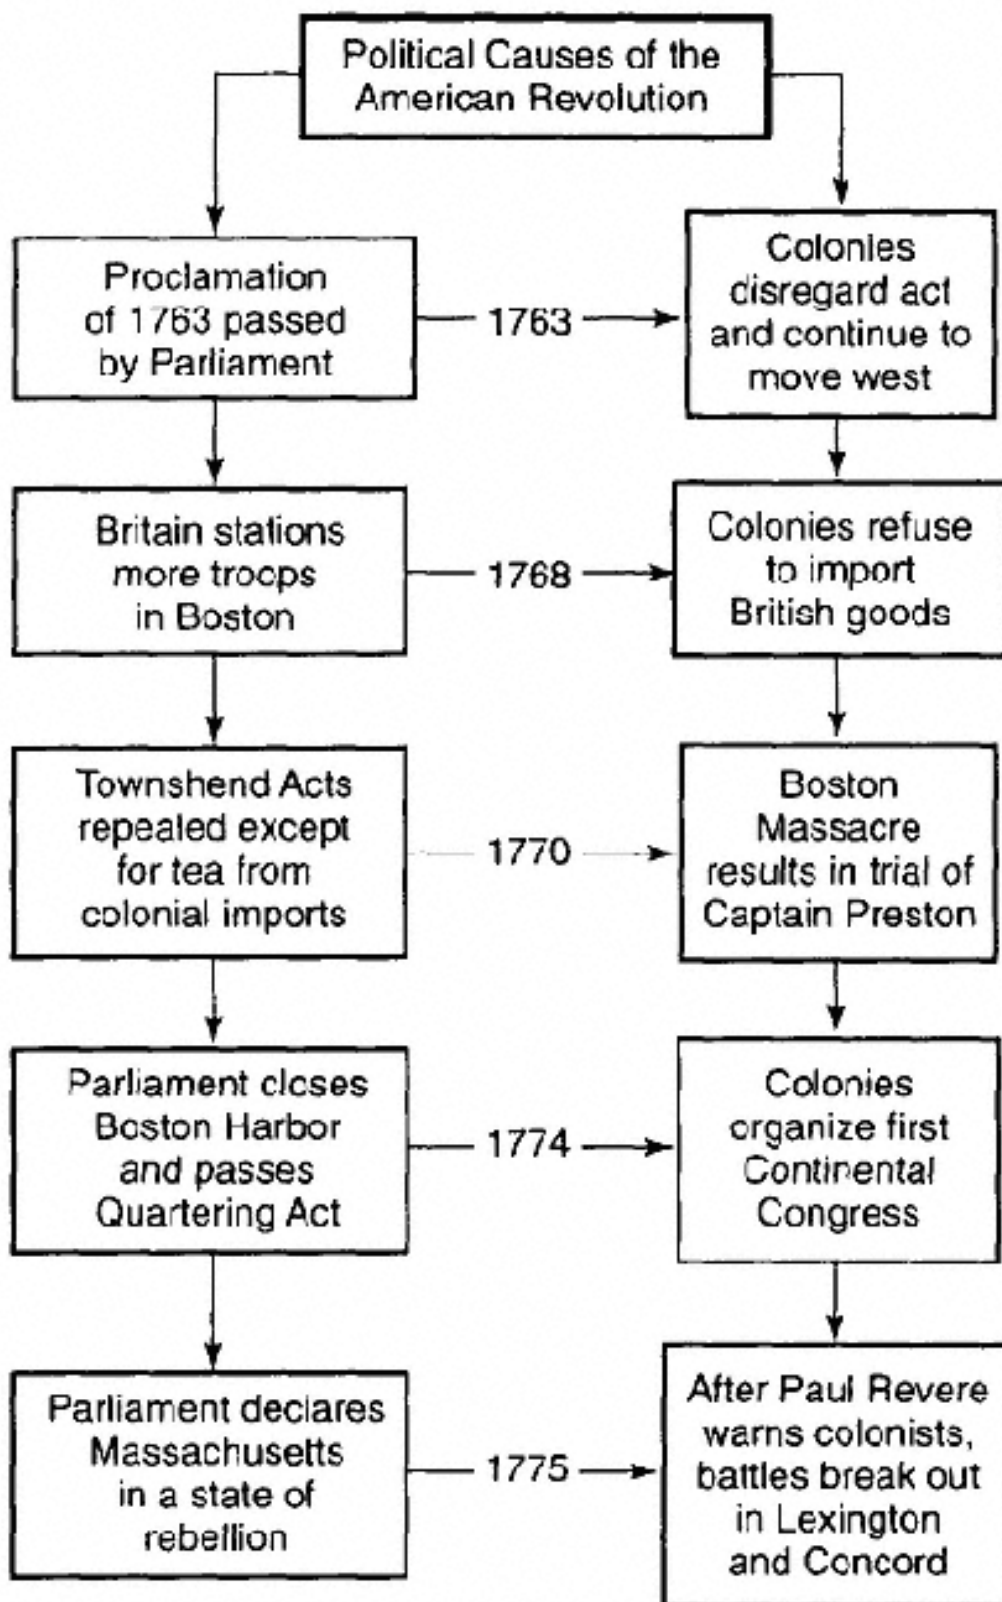 Political Causes of the
American Revolution
Proclamation
of 1763 passed
by Parliament
1763
Colonies
disregard act
and continue to
move west
Britain stations
more troops
in Boston
1768
Colonies refuse
to import
British goods
Townshend Acts
repealed except
for tea from
colonial imports
1770
Boston
Massacre
results in trial of
Captain Preston
Parliament closes
Boston Harbor
and passes
Quartering Act
1774
Colonies
organize first
Continental
Congress
Parliament declares
Massachusetts
in a state of
rebellion
1775
After Paul Revere
warns colonists,
battles break out
in Lexington
and Concord